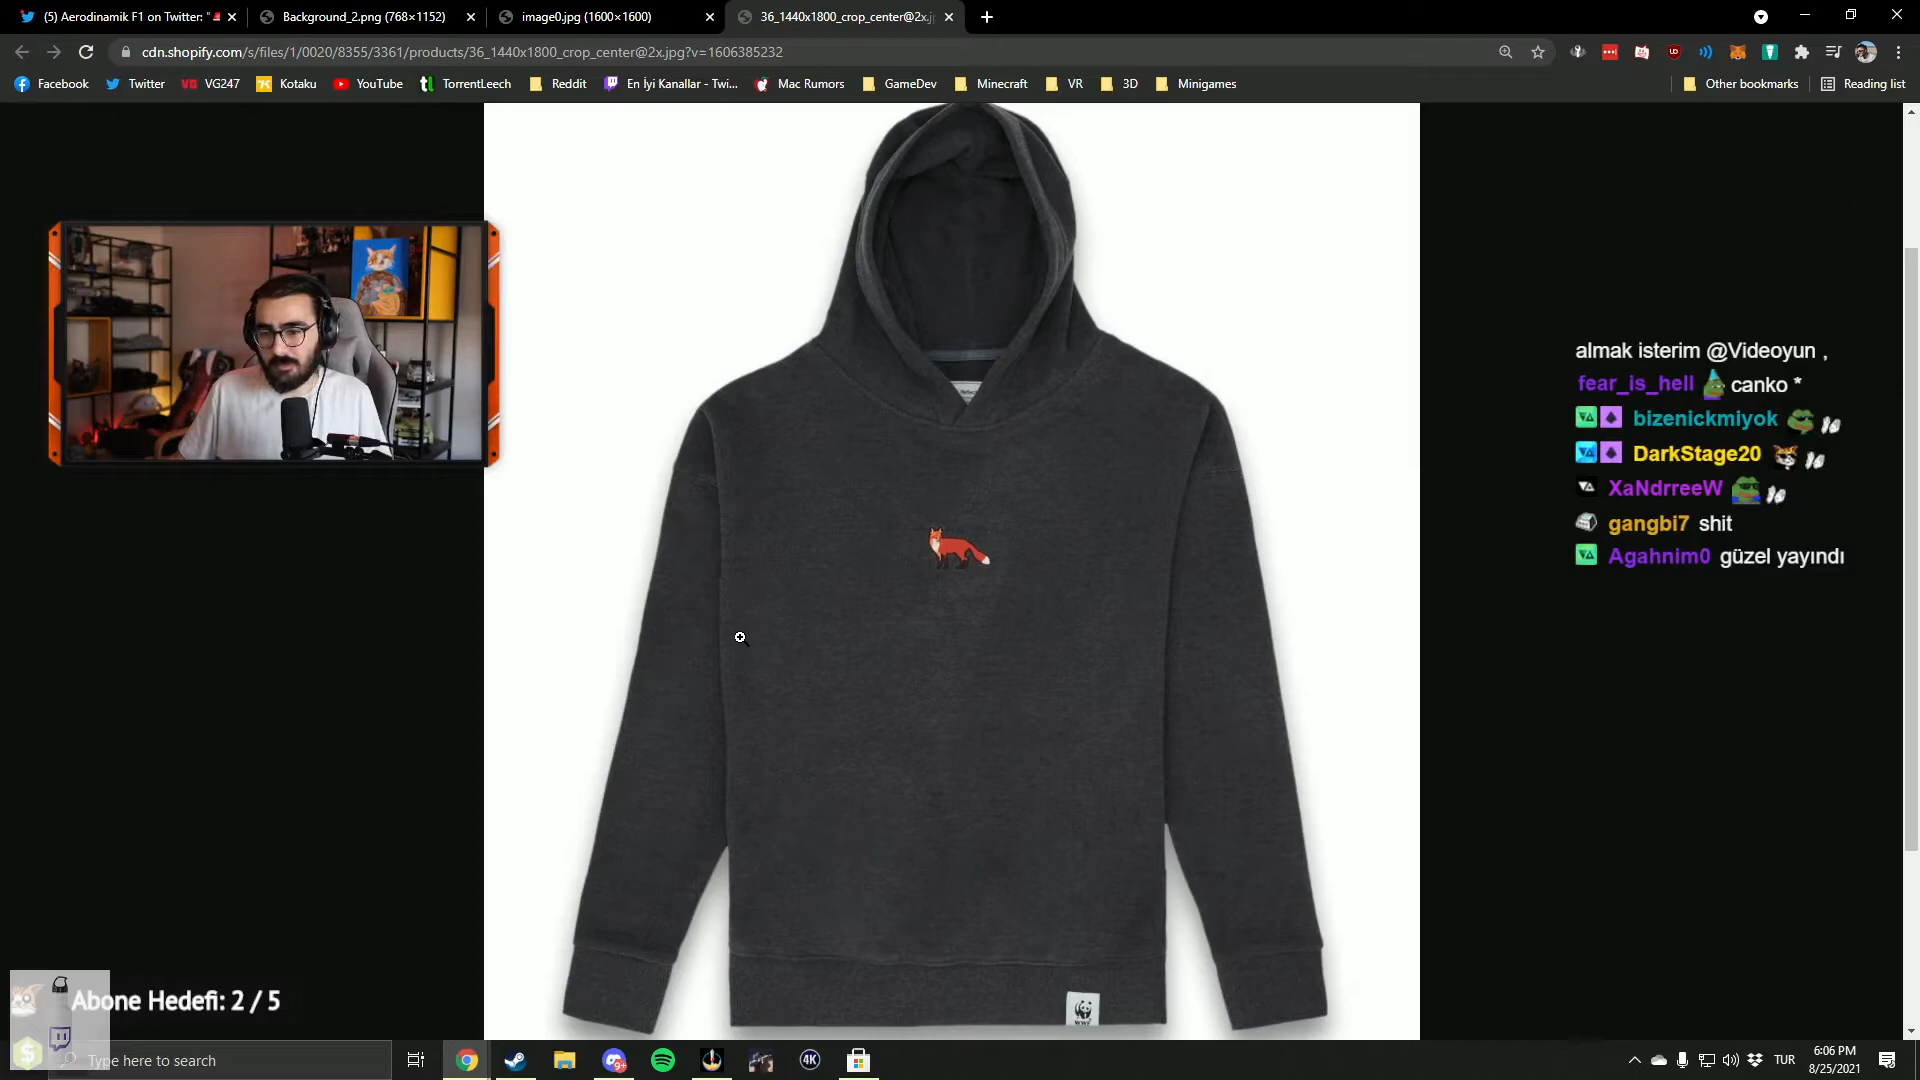 (5) Aerodinamik F1 on Twitter: "
Background_2.png (768×1152)
image0.jpg (1600×1600)
36_1440x1800_crop_center@2x.j
cdn.shopify.com/s/files/1/0020/8355/3361/products/36_1440x1800_crop_center@2x.jpg?v=1606385232
Facebook
Twitter
VG247
Kotaku
YouTube
TorrentLeech
Reddit
En İyi Kanallar - Twi...
Mac Rumors
GameDev
Minecraft
VR
3D
Minigames
Other bookmarks
Reading list
almak isterim @Videoyun ,
fear_is_hell canko *
bizenickmiyok
DarkStage20
XaNdrreeW
gangbi7 shit
Agahnim0 güzel yayındı
WWF
Abone Hedefi: 2 / 5
Type here to search
9+
4K
TUR
6:06 PM
8/25/2021